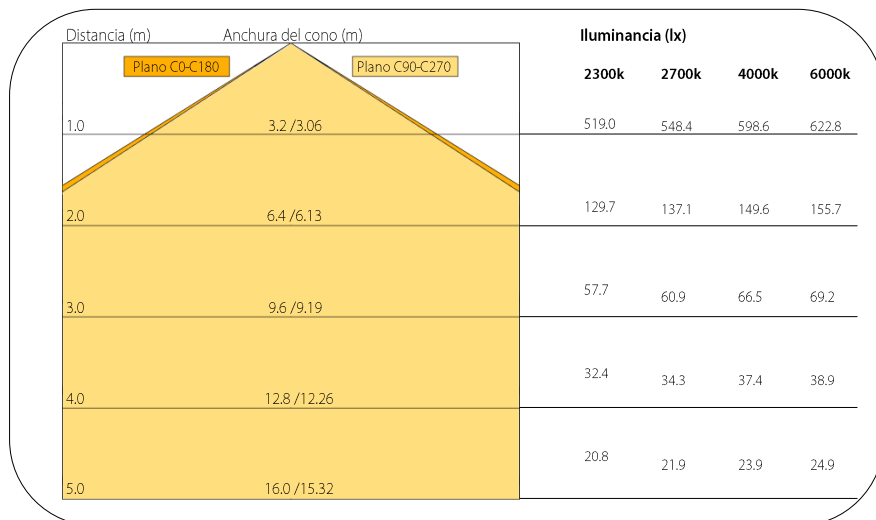 Distancia (m) Anchura del cono (m) Iluminancia (lx)
Plano C0-C180 Plano C90-C270 2300k 2700k 4000k 6000k
1.0 3.2 /3.06 519.0 548.4 598.6 622.8
2.0 6.4 /6.13 129.7 137.1 149.6 155.7
3.0 9.6 /9.19 57.7 60.9 66.5 69.2
4.0 12.8 /12.26 32.4 34.3 37.4 38.9
5.0 16.0 /15.32 20.8 21.9 23.9 24.9